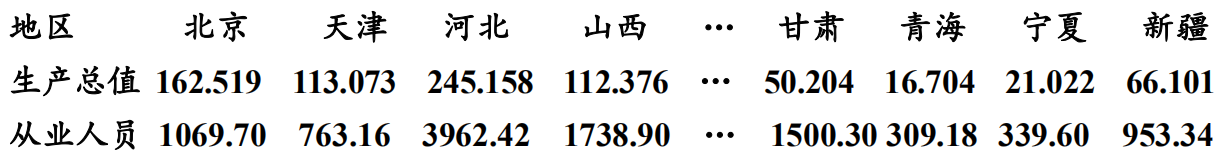 地区 北京 天津 河北 山西 … 甘肃 青海 宁夏 新疆
生产总值 162.519 113.073 245.158 112.376 … 50.204 16.704 21.022 66.101
从业人员 1069.70 763.16 3962.42 1738.90 … 1500.30 309.18 339.60 953.34